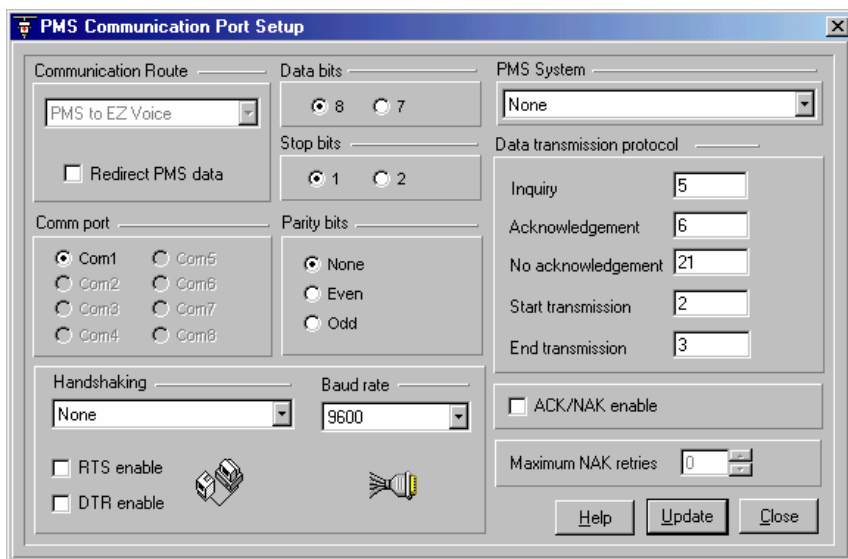 PMS Communication Port Setup
Communication Route
PMS to EZ Voice
Redirect PMS data
Data bits
8 7
Stop bits
1 2
PMS System
None
Data transmission protocol
Inquiry 5
Acknowledgement 6
No acknowledgement 21
Start transmission 2
End transmission 3
Comm port
Com1 Com5
Com2 Com6
Com3 Com7
Com4 Com8
Parity bits
None
Even
Odd
Handshaking
None
Baud rate
9600
RTS enable
DTR enable
ACK/NAK enable
Maximum NAK retries 0
Help Update Close